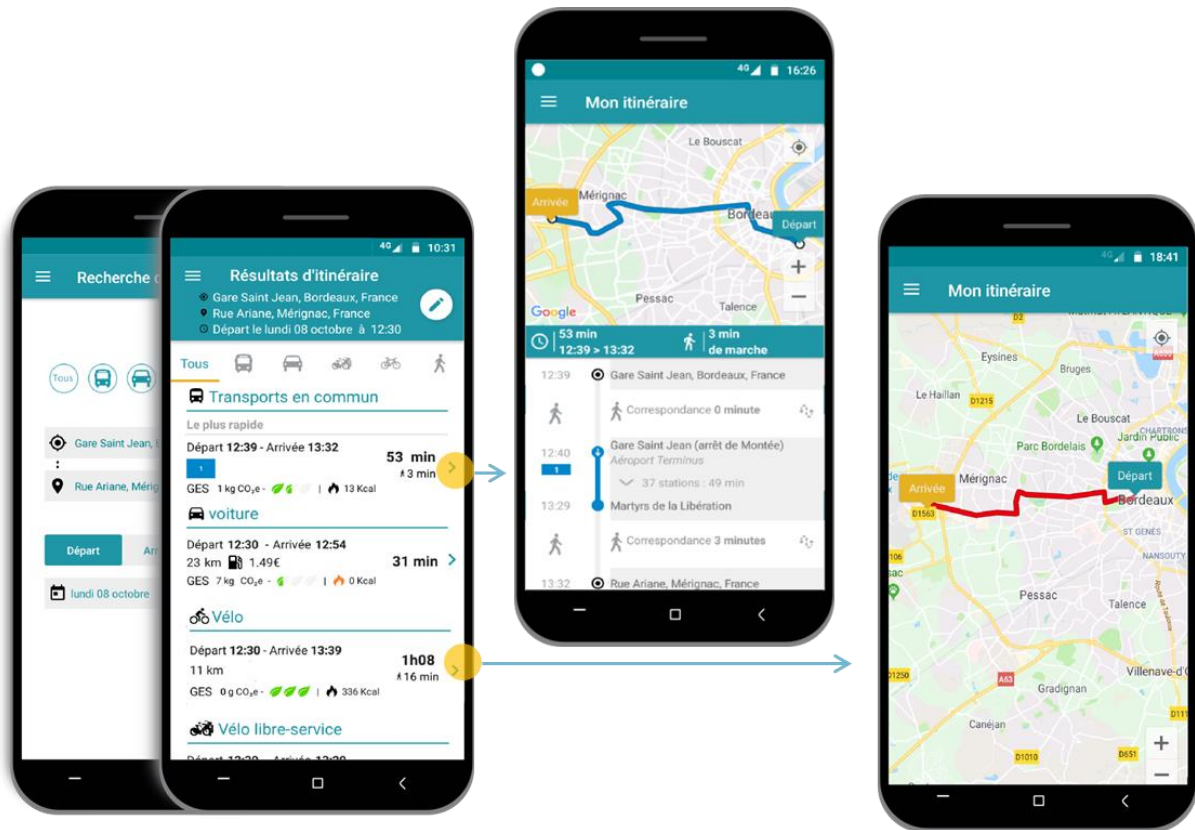 Recherche
Tous
Gare Saint Jean,
Rue Ariane, Mérig
Départ
Arr
lundi 08 octobre
4G 10:31
Résultats d'itinéraire
Gare Saint Jean, Bordeaux, France
Rue Ariane, Mérignac, France
Départ le lundi 08 octobre à 12:30
Tous
Transports en commun
Le plus rapide
Départ 12:39 - Arrivée 13:32
53 min
1
3 min
GES 1 kg CO₂e - | 13 Kcal
voiture
Départ 12:30 - Arrivée 12:54
23 km 1.49€
31 min
GES 7 kg CO₂e - | 0 Kcal
Vélo
Départ 12:30 - Arrivée 13:39
1h08
11 km
16 min
GES 0 g CO₂e - | 336 Kcal
Vélo libre-service
4G 16:26
Mon itinéraire
Le Bouscat
Mérignac
Arrivée
Bordeau
Départ
Pessac
Talence
Google
53 min
12:39 > 13:32
3 min
de marche
12:39 Gare Saint Jean, Bordeaux, France
Correspondance 0 minute
Gare Saint Jean (arrêt de Montée)
12:40
Aéroport Terminus
1
37 stations : 49 min
13:29 Martyrs de la Libération
Correspondance 3 minutes
13:32 Rue Ariane, Mérignac, France
4G 18:41
Mon itinéraire
D2
Eysines
Bruges
Le Haillan
D1215
Le Bouscat
CHARTRONS
Parc Bordelais
Jardin Public
Mérignac
Départ
Arrivée
Bordeaux
D1563
ST GENÈS
106
NANSOUTY
sac
Route de Toulouse
Pessac
Talence
D1250
A63
Villenave-d'O
Gradignan
D111
Canéjan
D1010
D651